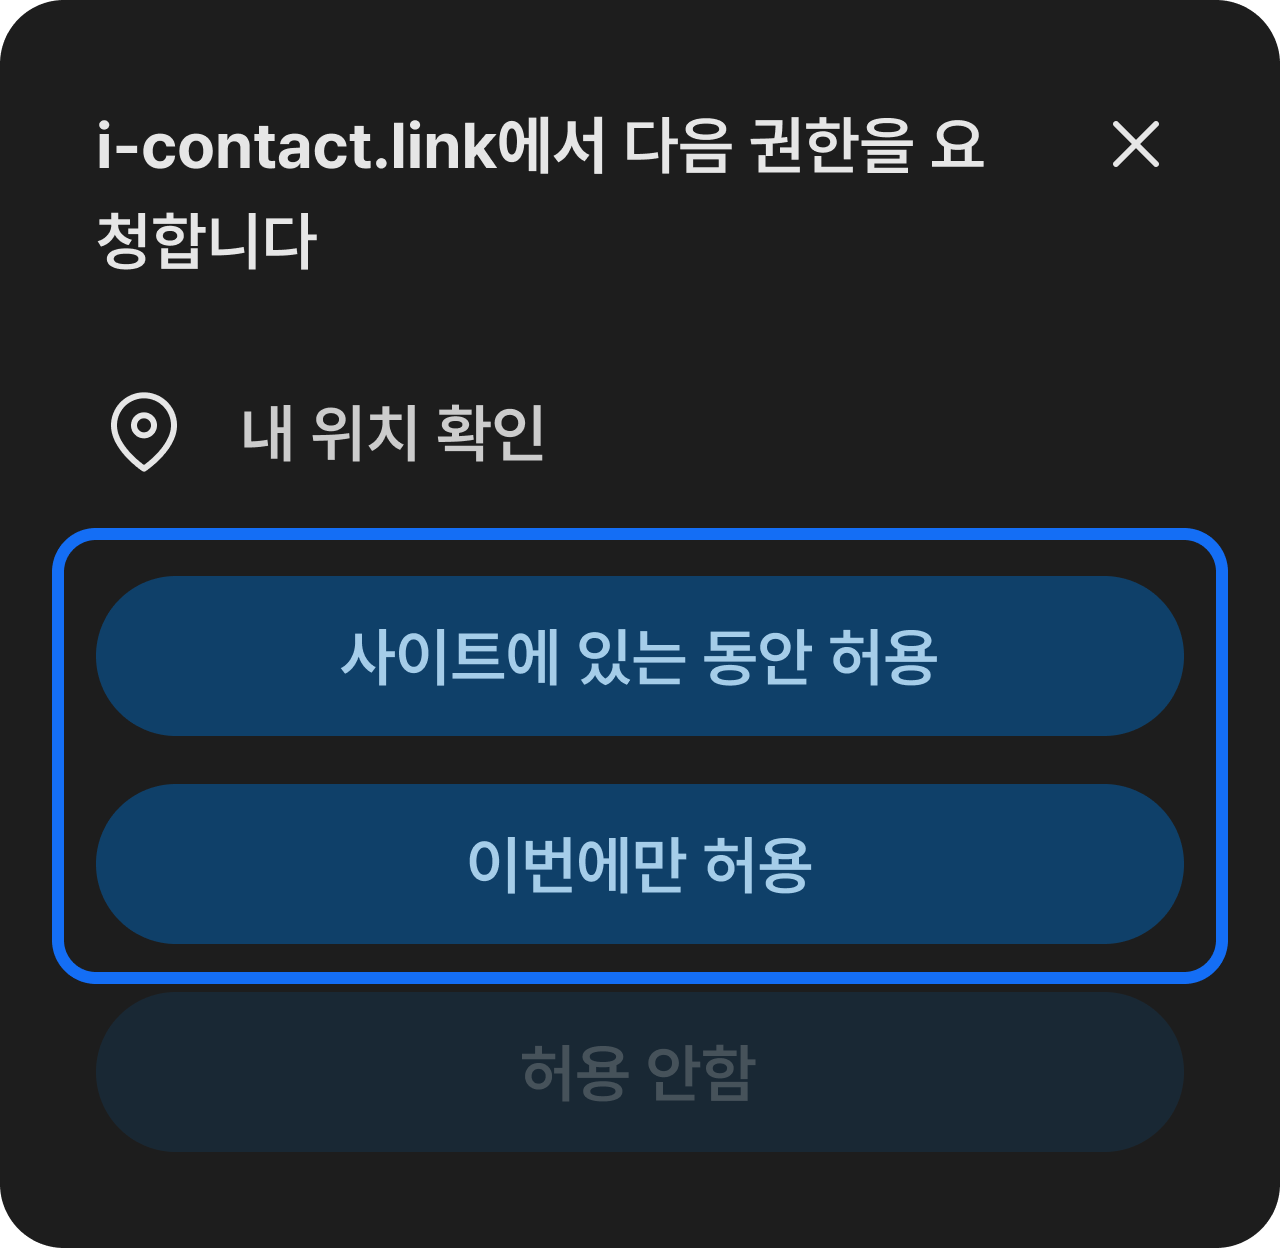 i-contact.link에서 다음 권한을 요
청합니다
내 위치 확인
사이트에 있는 동안 허용
이번에만 허용
허용 안함